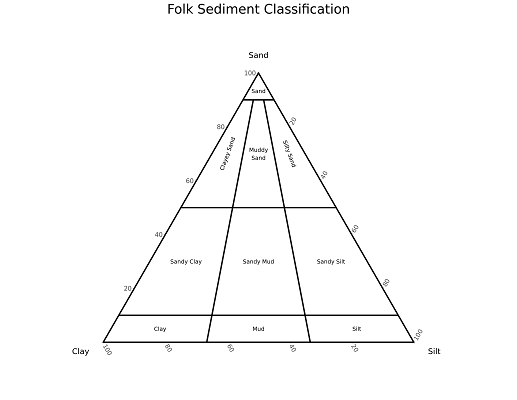 Folk Sediment Classification
Sand
100
Sand
80
20
Clayey Sand
Muddy
Sand
Silty Sand
60
40
40
60
Sandy Clay
Sandy Mud
Sandy Silt
20
80
Clay
Mud
Silt
100
80
60
40
20
100
Clay
Silt